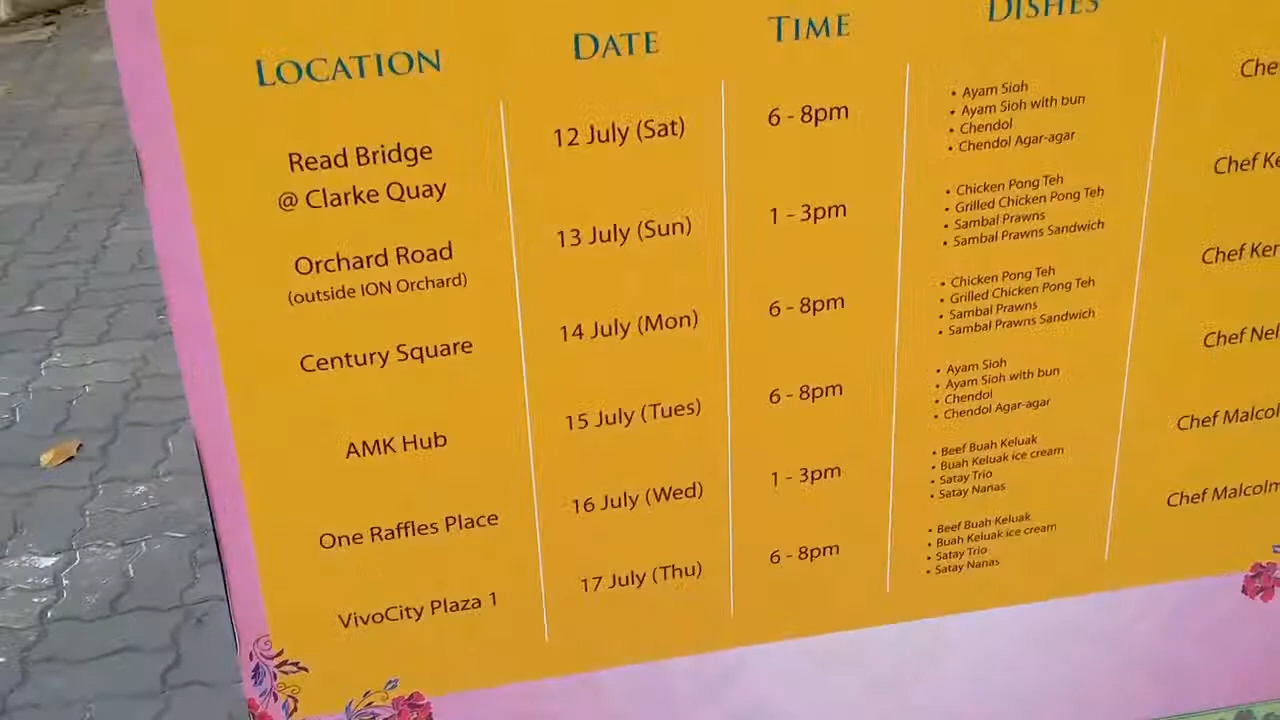 LOCATION
DATE
TIME
DISHES
Read Bridge
@ Clarke Quay
12 July (Sat)
6 - 8pm
• Ayam Sioh
• Ayam Sioh with bun
• Chendol
• Chendol Agar-agar
Orchard Road
(outside ION Orchard)
13 July (Sun)
1 - 3pm
• Chicken Pong Teh
• Grilled Chicken Pong Teh
• Sambal Prawns
• Sambal Prawns Sandwich
Chef
Century Square
14 July (Mon)
6 - 8pm
• Chicken Pong Teh
• Grilled Chicken Pong Teh
• Sambal Prawns
• Sambal Prawns Sandwich
Chef
AMK Hub
15 July (Tues)
6 - 8pm
• Ayam Sioh
• Ayam Sioh with bun
• Chendol
• Chendol Agar-agar
Chef
One Raffles Place
16 July (Wed)
1 - 3pm
• Beef Buah Keluak
• Buah Keluak ice cream
• Satay Trio
• Satay Nanas
Chef
VivoCity Plaza 1
17 July (Thu)
6 - 8pm
• Beef Buah Keluak
• Buah Keluak ice cream
• Satay Trio
• Satay Nanas
Chef Malcolm